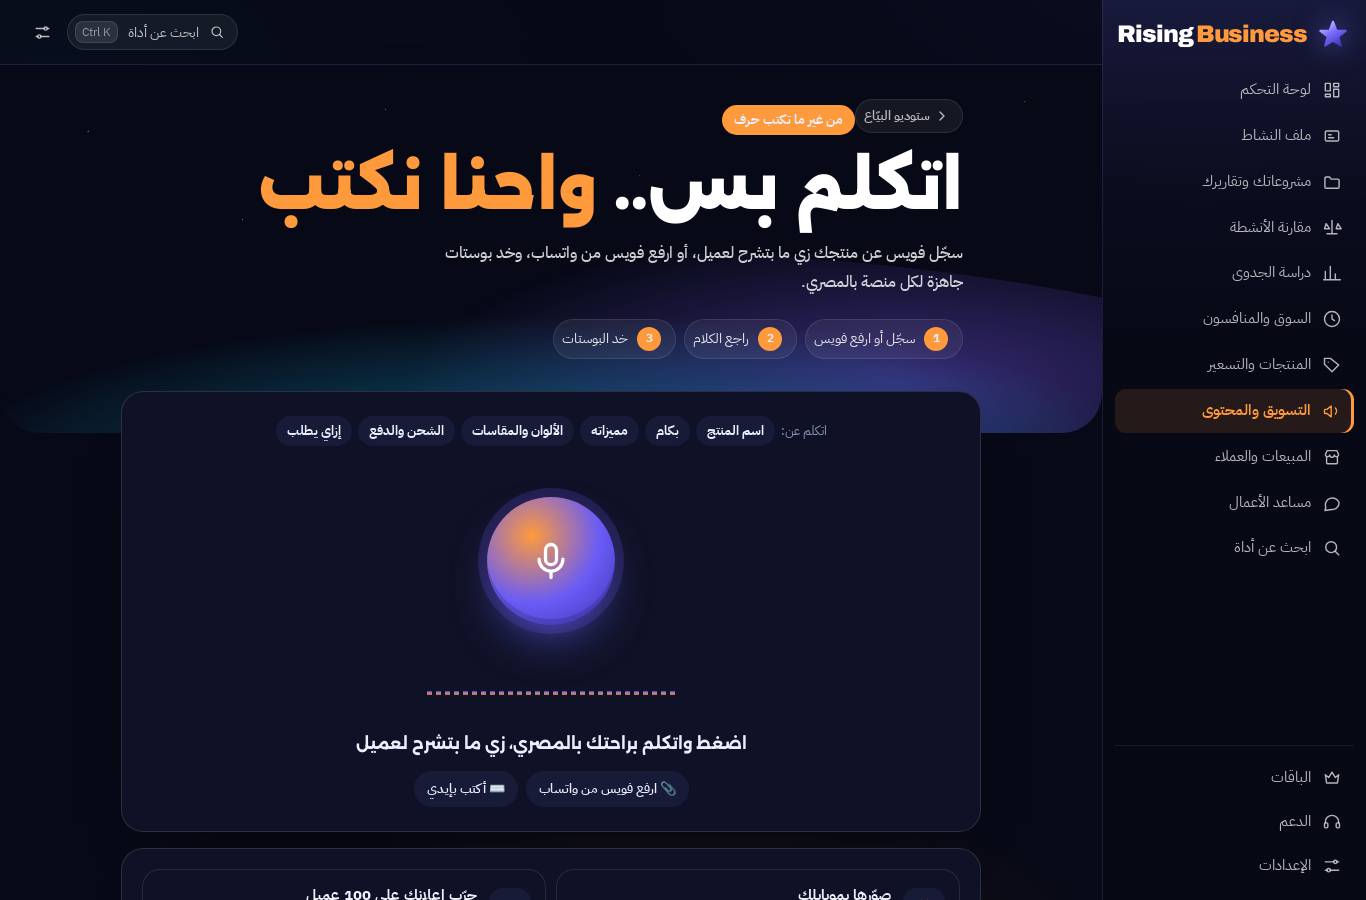 Rising Business
لوحة التحكم
ملف النشاط
مشروعاتك وتقاريرك
مقارنة الأنشطة
دراسة الجدوى
السوق والمنافسون
المنتجات والتسعير
التسويق والمحتوى
المبيعات والعملاء
مساعد الأعمال
ابحث عن أداة
الباقات
الدعم
الإعدادات
ابحث عن أداة Ctrl K
ستوديو البيّاع
من غير ما تكتب حرف
اتكلم بس.. واحنا نكتب
سجّل فويس عن منتجك زي ما بتشرح لعميل، أو ارفع فويس من واتساب، وخد بوستات
جاهزة لكل منصة بالمصري.
1 سجّل أو ارفع فويس
2 راجع الكلام
3 خد البوستات
اتكلم عن: اسم المنتج بكام مميزاته الألوان والمقاسات الشحن والدفع إزاي يطلب
اضغط واتكلم براحتك بالمصري، زي ما بتشرح لعميل
ارفع فويس من واتساب
أكتب بإيدي
صوّرها بموبايلك
جرّب إعلانك على 100 عميل